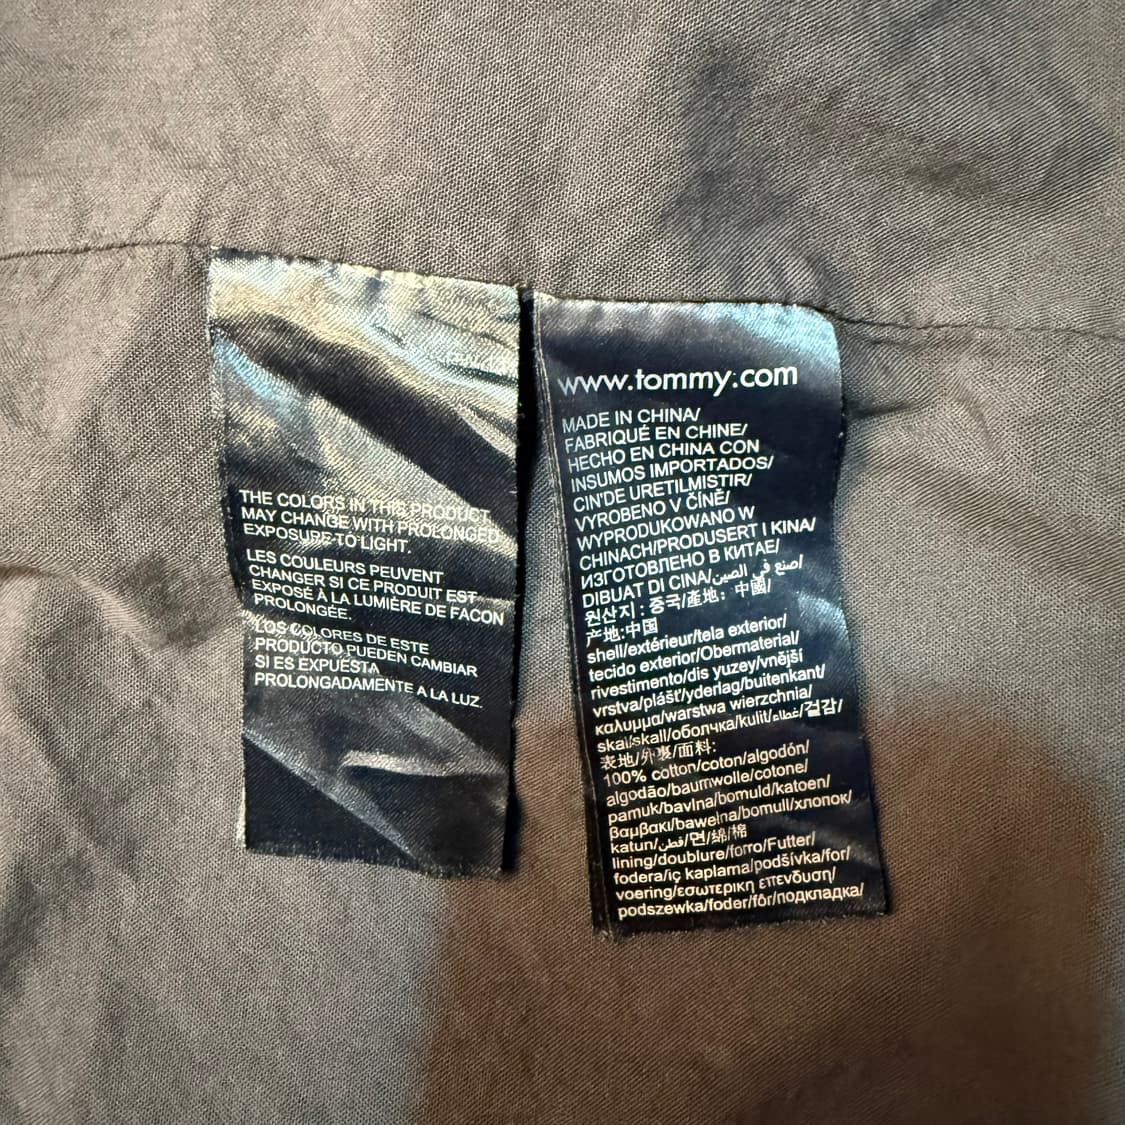 THE COLORS IN THIS PRODUCT
MAY CHANGE WITH PROLONGED
EXPOSURE TO LIGHT.
LES COULEURS PEUVENT
CHANGER SI CE PRODUIT EST
EXPOSÉ À LA LUMIÈRE DE FACON
PROLONGÉE.
LOS COLORES DE ESTE
PRODUCTO PUEDEN CAMBIAR
SI ES EXPUESTA
PROLONGADAMENTE A LA LUZ.
www.tommy.com
MADE IN CHINA/
FABRIQUÉ EN CHINE/
HECHO EN CHINA CON
INSUMOS IMPORTADOS/
CIN'DE URETILMISTIR/
VYROBENO V ČÍNĚ/
WYPRODUKOWANO W
CHINACH/PRODUSERT I KINA/
ИЗГОТОВЛЕНО В КИТАЕ/
DIBUAT DI CINA/اصنع في الصين/
원산지: 중국/產地: 中國/
产地:中国
shell/extérieur/tela exterior/
tecido exterior/Obermaterial/
rivestimento/dis yuzey/vnější
vrstva/plášť/yderlag/buitenkant/
καλυμμα/warstwa wierzchnia/
skal/skall/оболчка/kulit/غطاء/겉감/
表地/外裏/面料:
100% cotton/coton/algodón/
algodão/baumwolle/cotone/
pamuk/bavlna/bomuld/katoen/
βαμβακι/bawełna/bomull/хлопок/
katun/قطن/면/綿/棉
lining/doublure/forro/Futter/
fodera/iç kaplama/podšívka/for/
voering/εσωτερικη επενδυση/
podszewka/foder/fôr/подкладка/